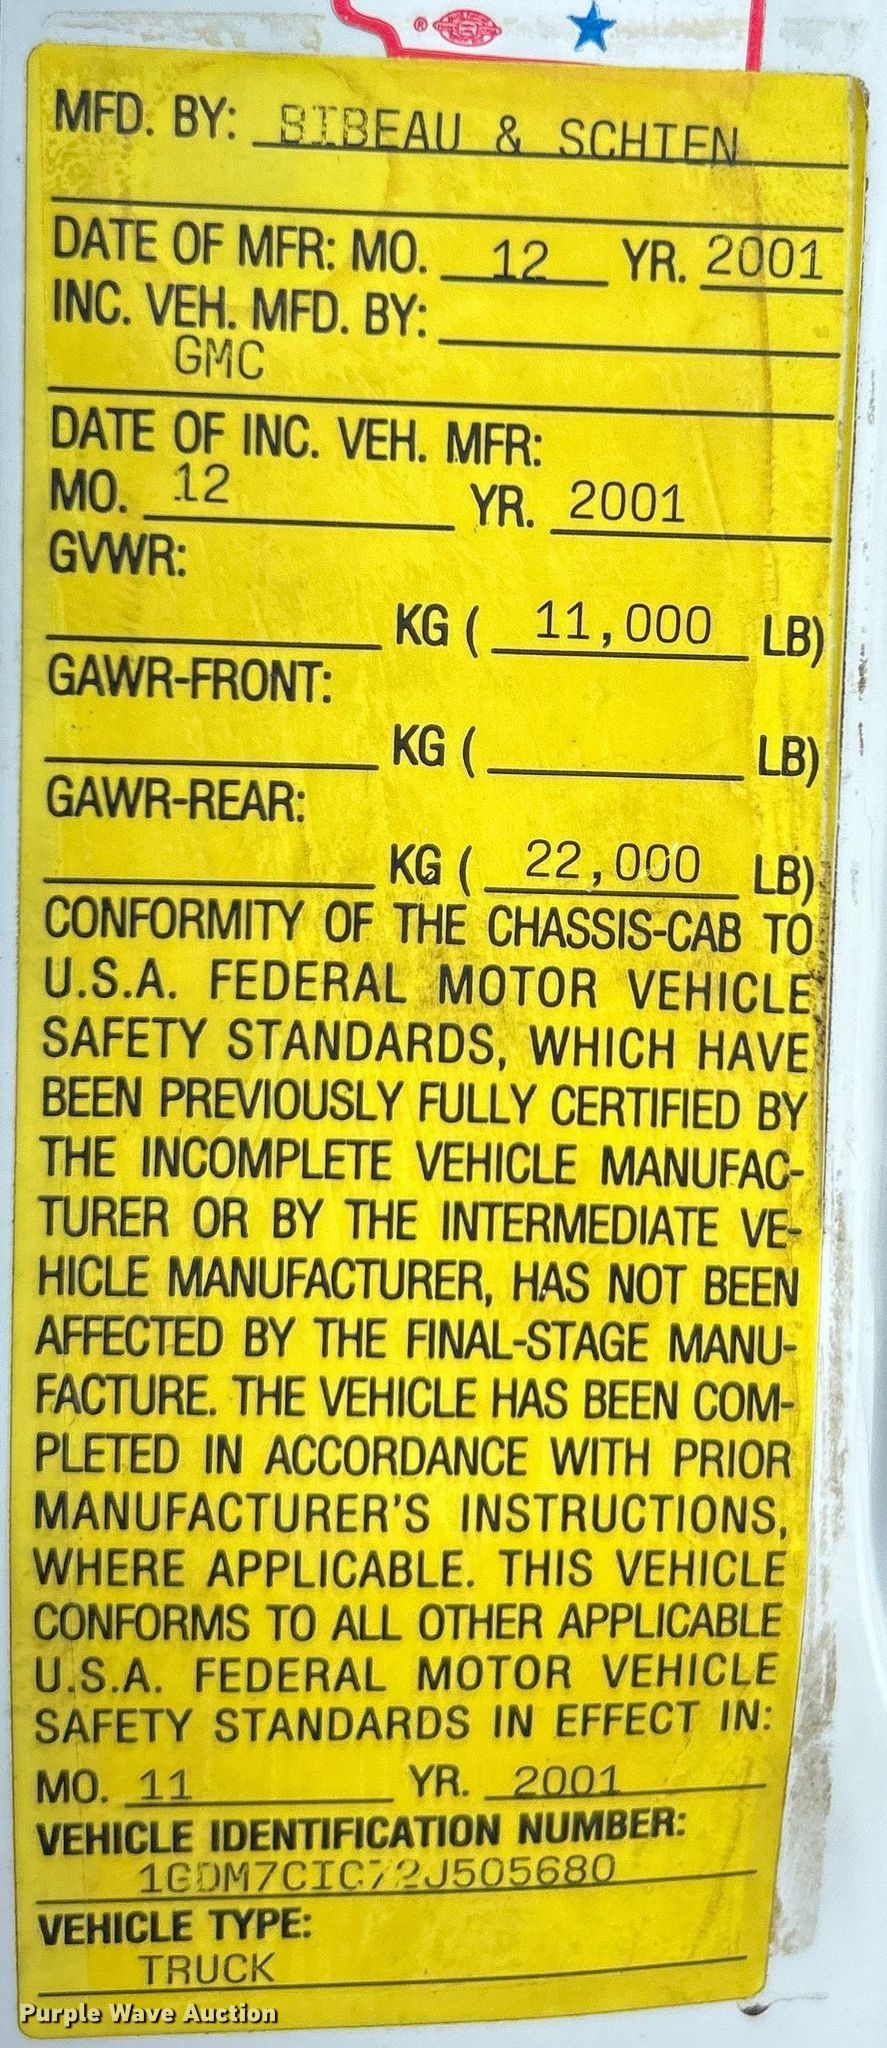 MFD. BY: BIBEAU & SCHTEN
DATE OF MFR: MO. 12 YR. 2001
INC. VEH. MFD. BY:
GMC
DATE OF INC. VEH. MFR:
MO. 12 YR. 2001
GVWR:
KG ( 11,000 LB)
GAWR-FRONT:
KG ( LB)
GAWR-REAR:
KG ( 22,000 LB)
CONFORMITY OF THE CHASSIS-CAB TO
U.S.A. FEDERAL MOTOR VEHICLE
SAFETY STANDARDS, WHICH HAVE
BEEN PREVIOUSLY FULLY CERTIFIED BY
THE INCOMPLETE VEHICLE MANUFAC-
TURER OR BY THE INTERMEDIATE VE-
HICLE MANUFACTURER, HAS NOT BEEN
AFFECTED BY THE FINAL-STAGE MANU-
FACTURE. THE VEHICLE HAS BEEN COM-
PLETED IN ACCORDANCE WITH PRIOR
MANUFACTURER'S INSTRUCTIONS,
WHERE APPLICABLE. THIS VEHICLE
CONFORMS TO ALL OTHER APPLICABLE
U.S.A. FEDERAL MOTOR VEHICLE
SAFETY STANDARDS IN EFFECT IN:
MO. 11 YR. 2001
VEHICLE IDENTIFICATION NUMBER:
1GDM7CIC72J505680
VEHICLE TYPE:
TRUCK
Purple Wave Auction